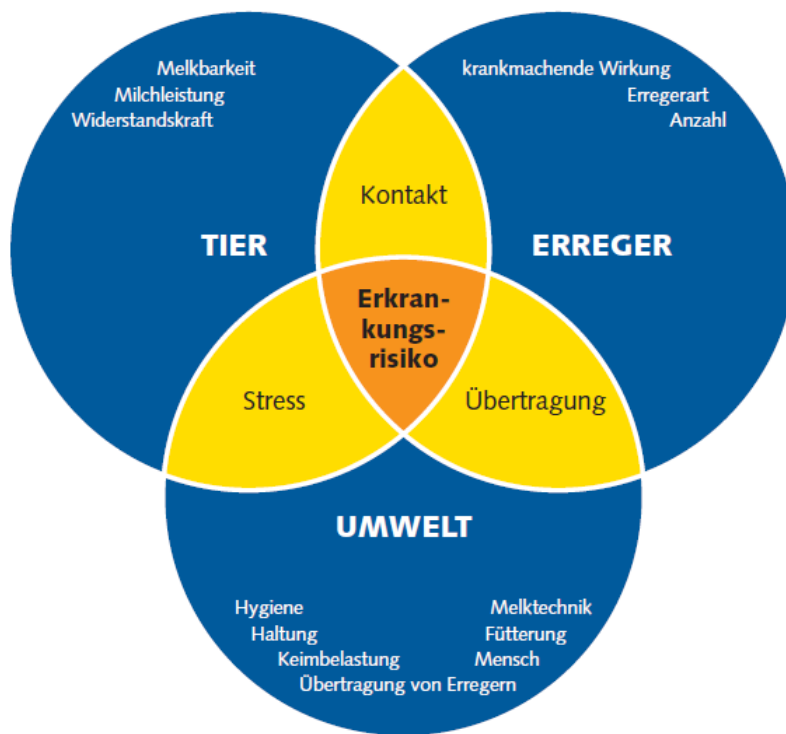 Melkbarkeit
Milchleistung
Widerstandskraft
krankmachende Wirkung
Erregerart
Anzahl
Kontakt
TIER
ERREGER
Erkran-
kungs-
risiko
Stress
Übertragung
UMWELT
Hygiene
Haltung
Keimbelastung
Melktechnik
Fütterung
Mensch
Übertragung von Erregern